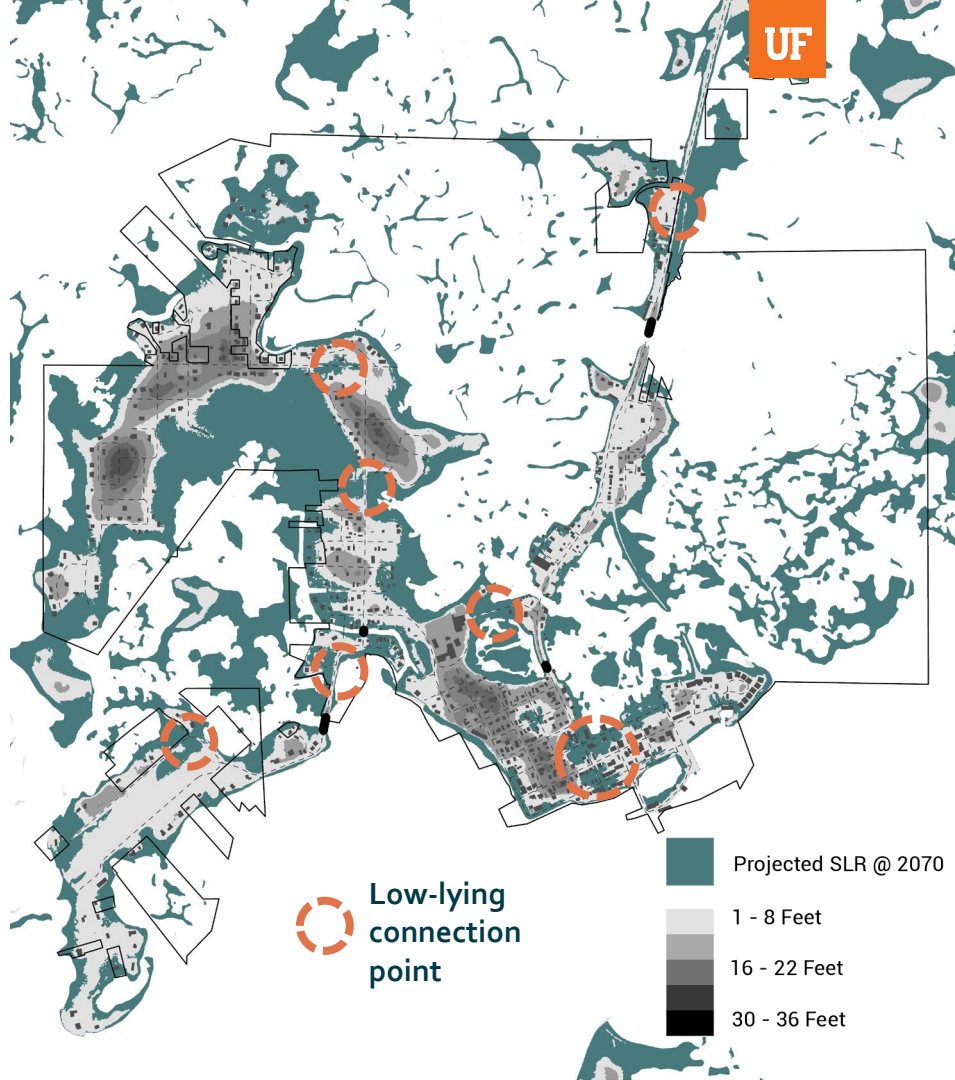 UF
Low-lying
connection
point
Projected SLR @ 2070
1 - 8 Feet
16 - 22 Feet
30 - 36 Feet